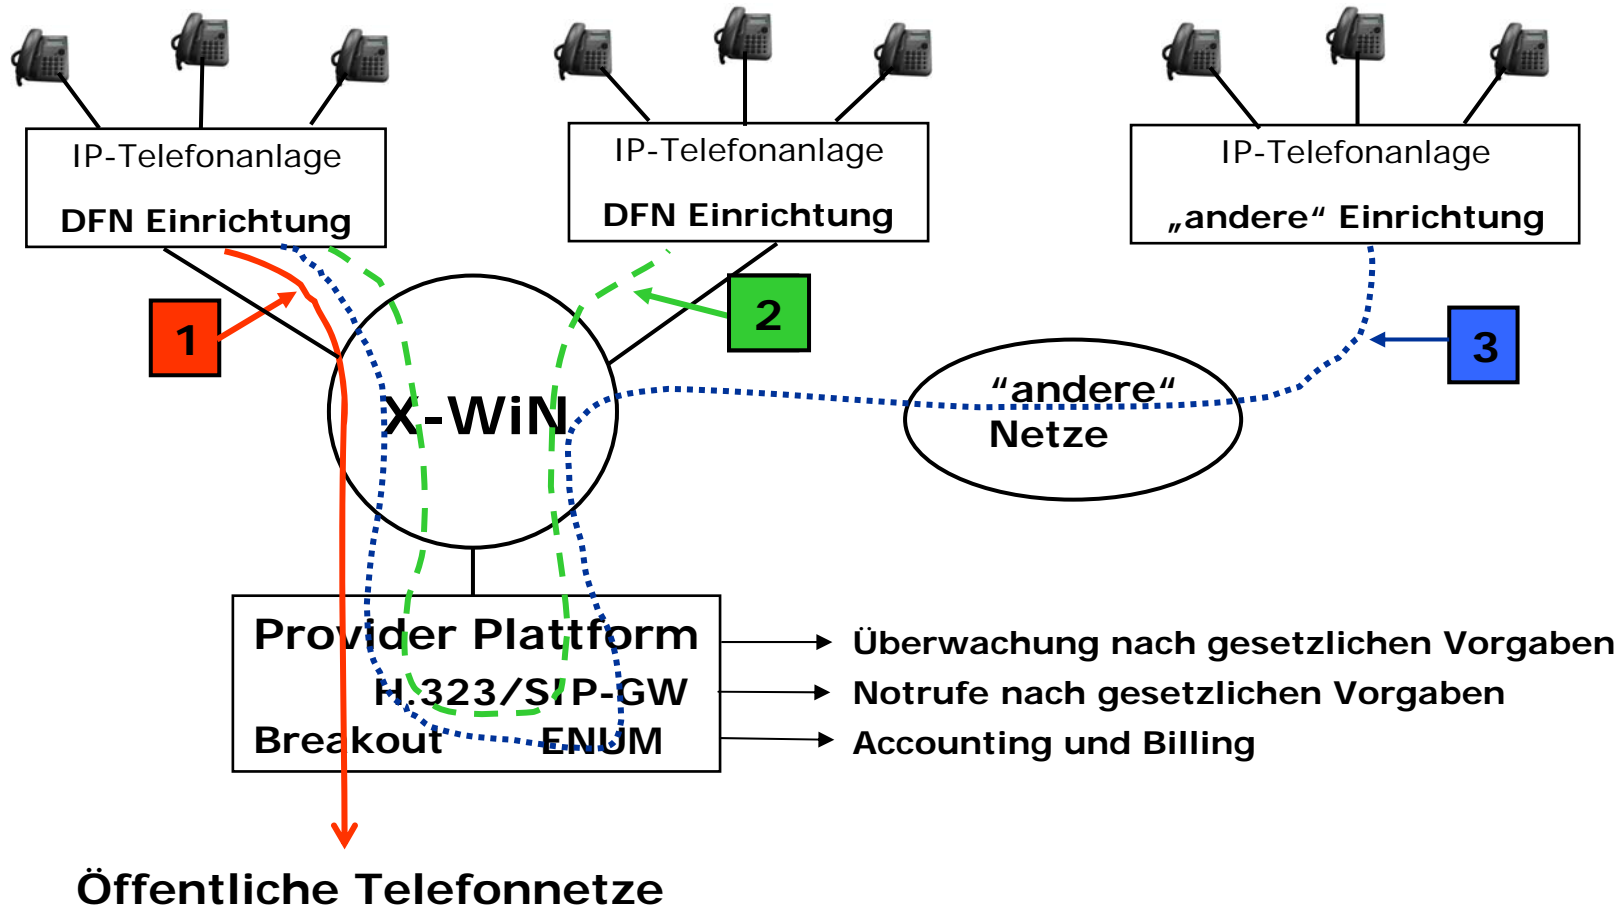 IP-Telefonanlage
DFN Einrichtung
IP-Telefonanlage
DFN Einrichtung
IP-Telefonanlage
„andere“ Einrichtung
1
2
3
X-WiN
“andere“
Netze
Provider Plattform
H.323/SIP-GW
Breakout ENUM
Überwachung nach gesetzlichen Vorgaben
Notrufe nach gesetzlichen Vorgaben
Accounting und Billing
Öffentliche Telefonnetze